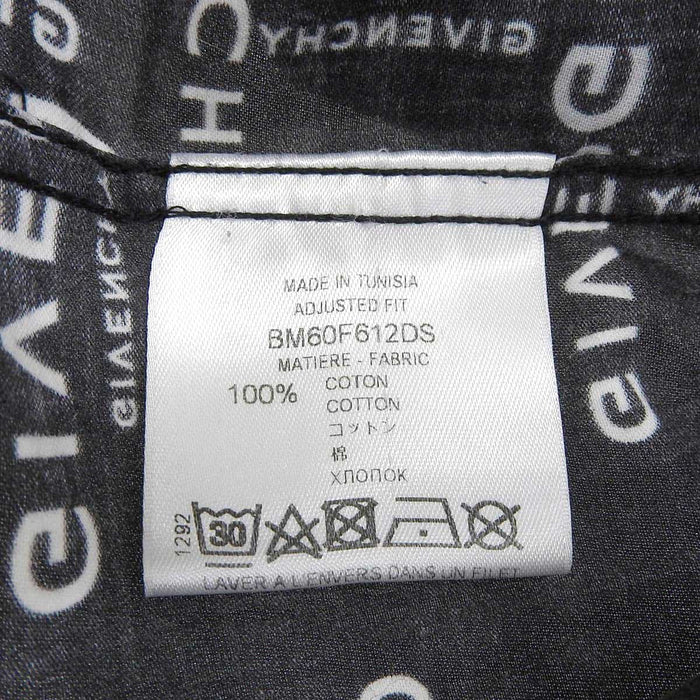 GIVENCHY
MADE IN TUNISIA
ADJUSTED FIT
BM60F612DS
MATIERE - FABRIC
100% COTON
COTTON
コットン
棉
ХЛОПОК
1292
30
LAVER A L'ENVERS DANS UN FILET